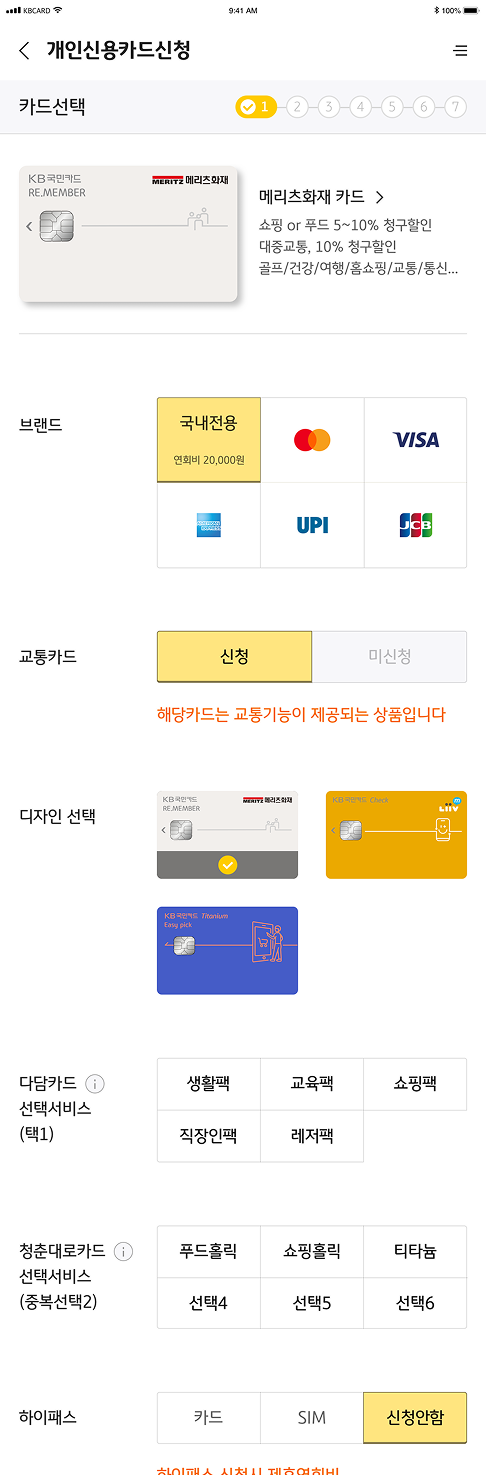 KBCARD 9:41 AM 100%
개인신용카드신청
카드선택 1 2 3 4 5 6 7
KB국민카드
RE.MEMBER
MERITZ 메리츠화재
메리츠화재 카드
쇼핑 or 푸드 5~10% 청구할인
대중교통, 10% 청구할인
골프/건강/여행/홈쇼핑/교통/통신...
브랜드
국내전용
연회비 20,000원
VISA
AMERICAN EXPRESS
UPI
JCB
교통카드
신청
미신청
해당카드는 교통기능이 제공되는 상품입니다
디자인 선택
KB국민카드
RE.MEMBER
MERITZ 메리츠화재
KB국민카드 Check
Liiv
m
KB국민카드 Titanium
Easy pick
다담카드
선택서비스
(택1)
생활팩
교육팩
쇼핑팩
직장인팩
레저팩
청춘대로카드
선택서비스
(중복선택2)
푸드홀릭
쇼핑홀릭
티타늄
선택4
선택5
선택6
하이패스
카드
SIM
신청안함
하이패스 신청시 제휴연회비